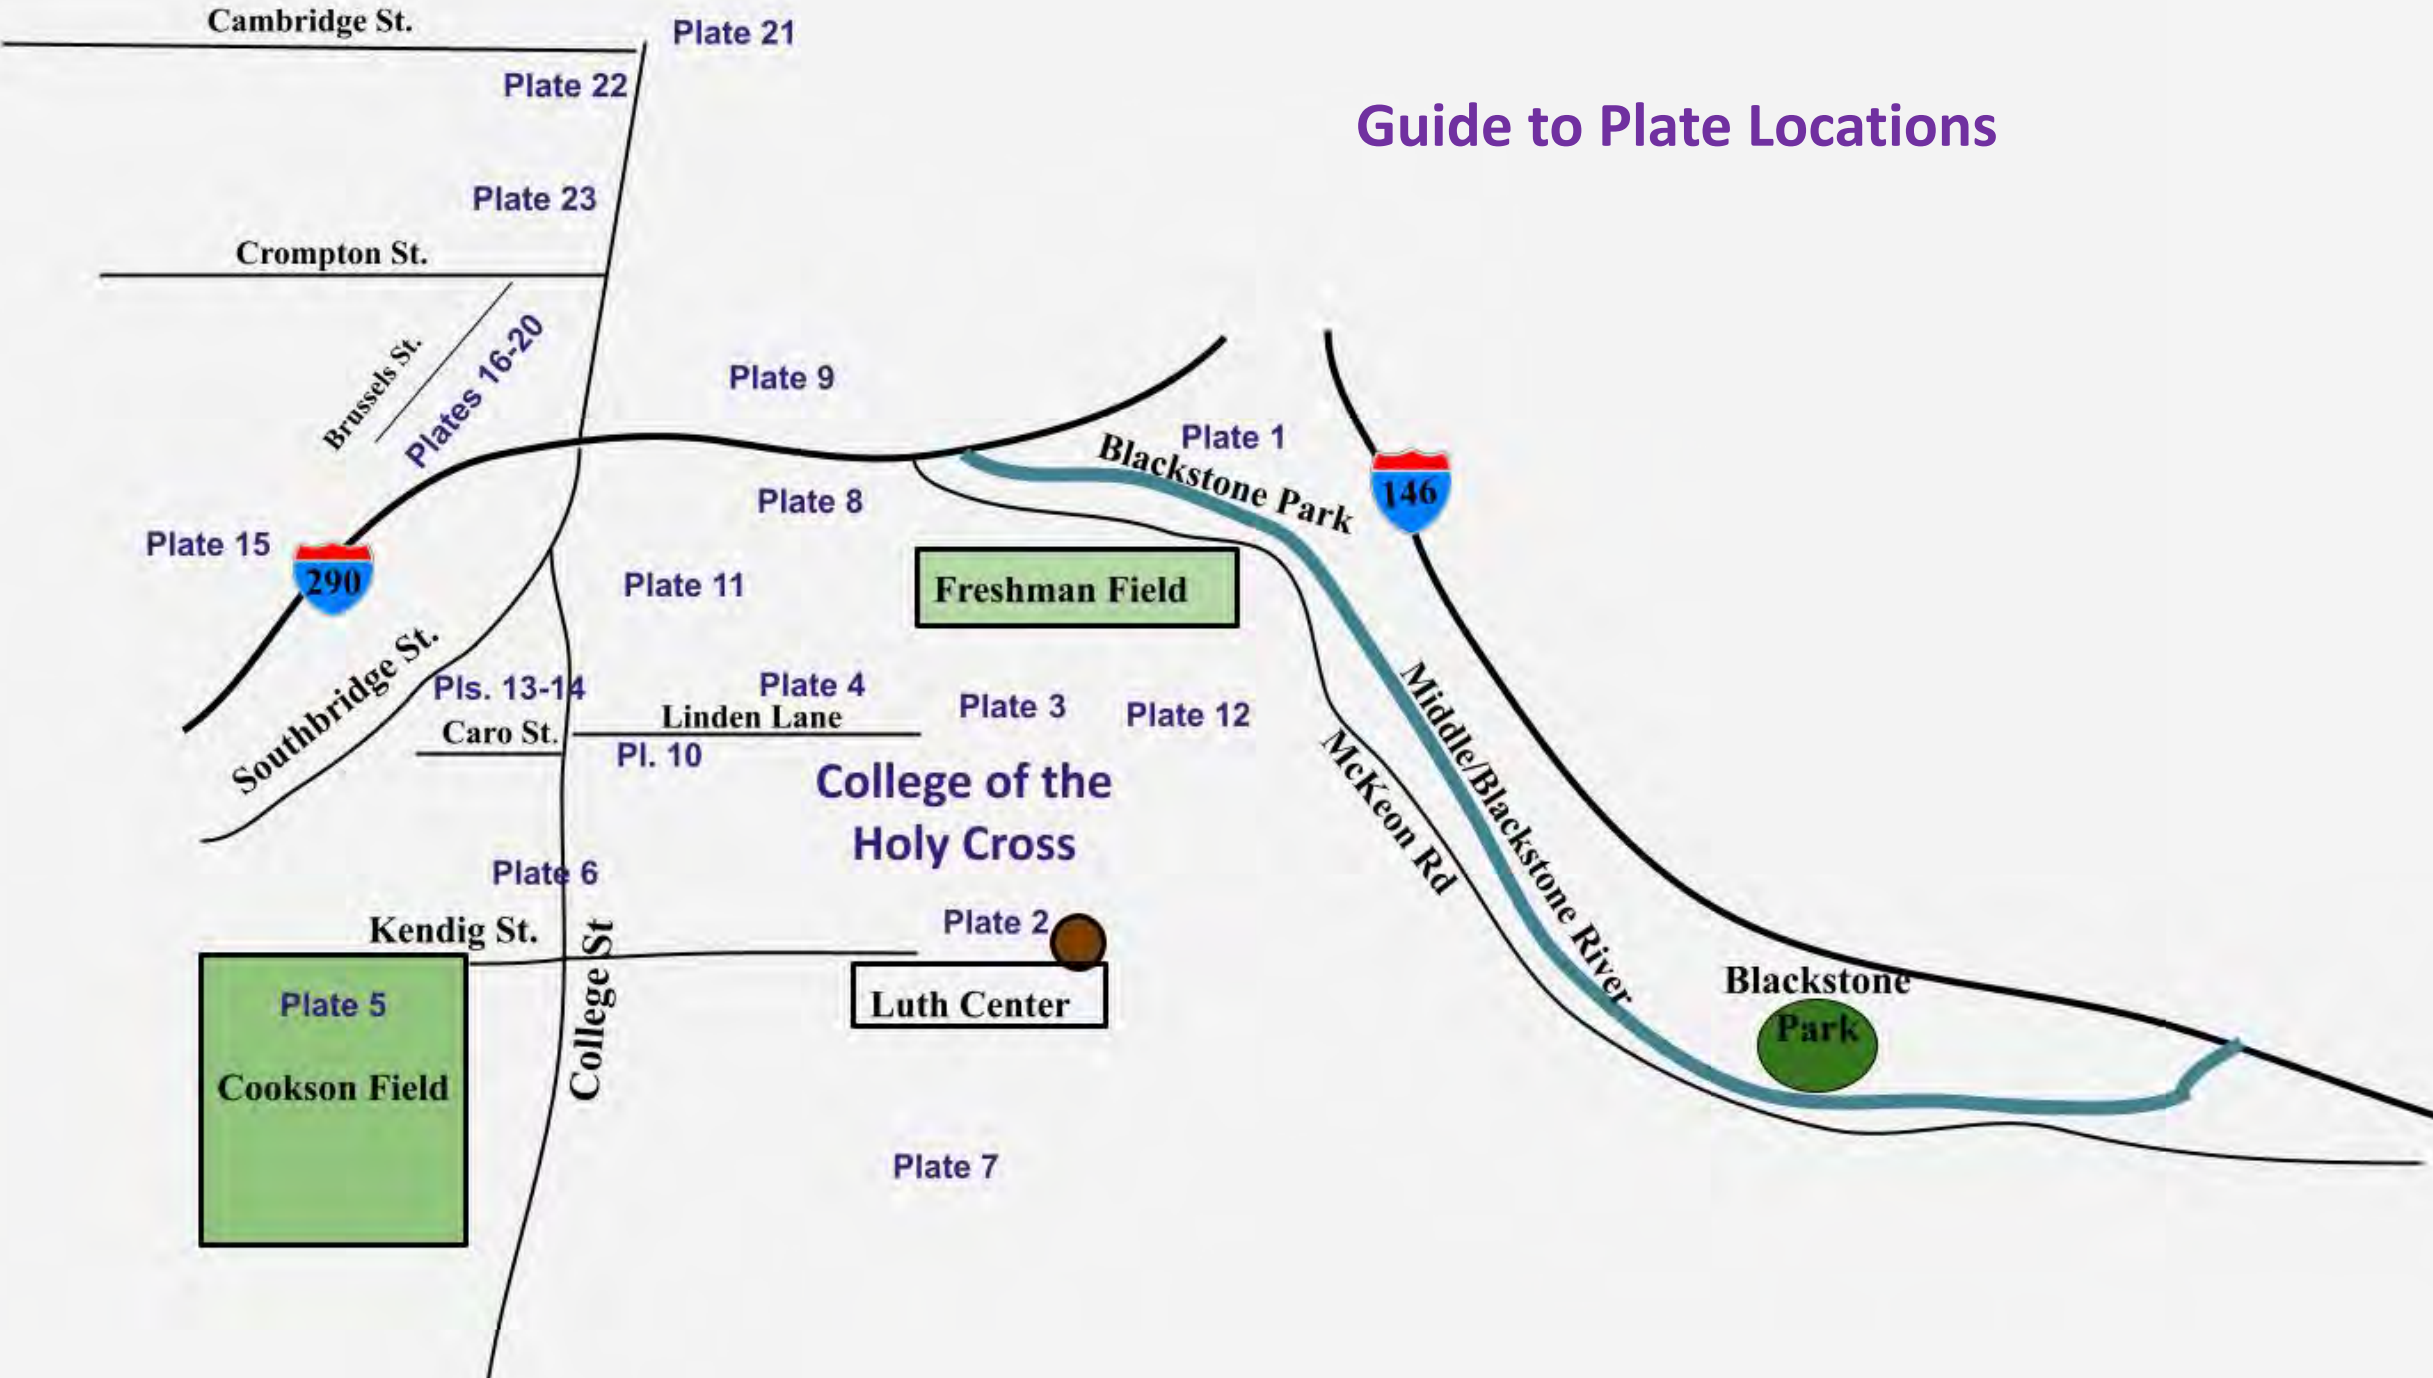 Cambridge St.
Plate 21
Plate 22
Guide to Plate Locations
Plate 23
Crompton St.
Brussels St.
Plates 16-20
Plate 9
Plate 1
Blackstone Park
146
Plate 8
Plate 15
290
Plate 11
Freshman Field
Southbridge St.
Pls. 13-14
Plate 4
Linden Lane
Plate 3
Plate 12
Caro St.
Pl. 10
College of the
Holy Cross
Middle/Blackstone River
McKeon Rd
Plate 6
Kendig St.
Plate 2
College St
Luth Center
Plate 5
Cookson Field
Blackstone
Park
Plate 7